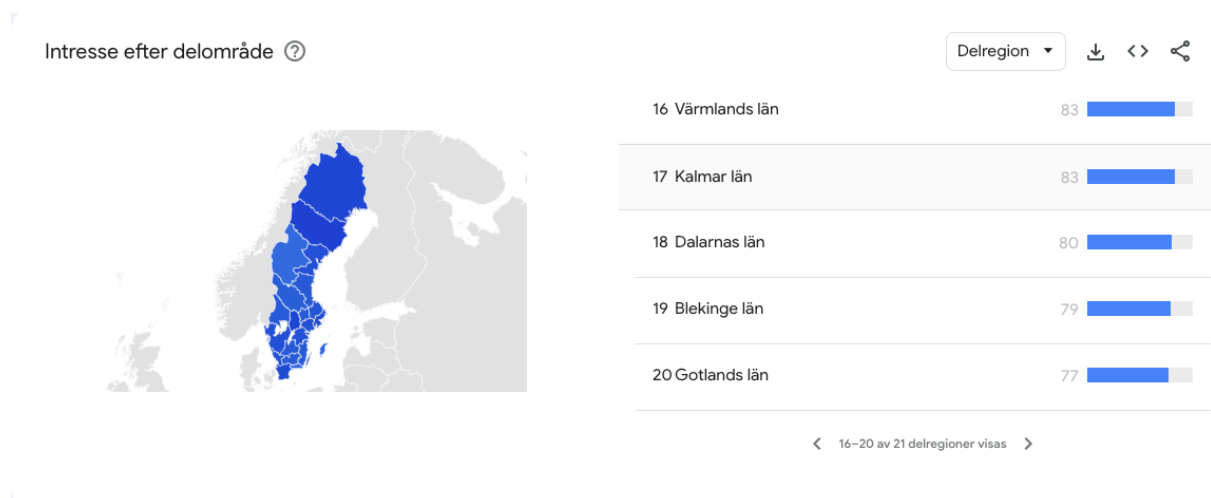 Intresse efter delområde
Delregion
16 Värmlands län 83
17 Kalmar län 83
18 Dalarnas län 80
19 Blekinge län 79
20 Gotlands län 77
16–20 av 21 delregioner visas